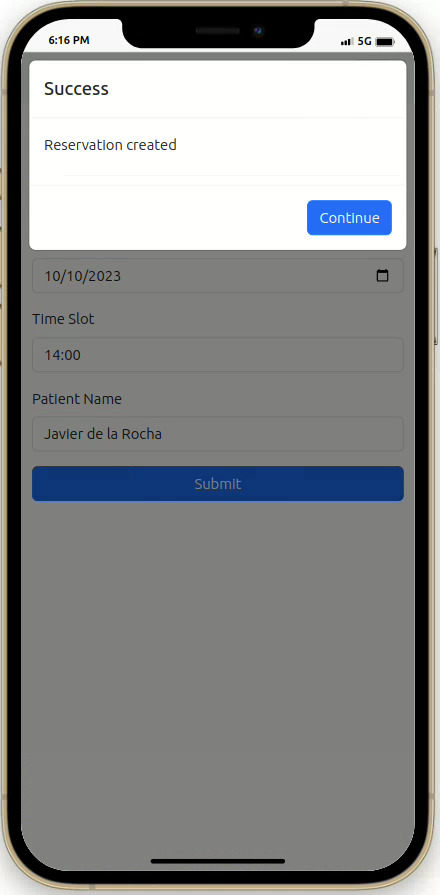 6:16 PM 5G
Success
Reservation created
Continue
10/10/2023
Time Slot
14:00
Patient Name
Javier de la Rocha
Submit